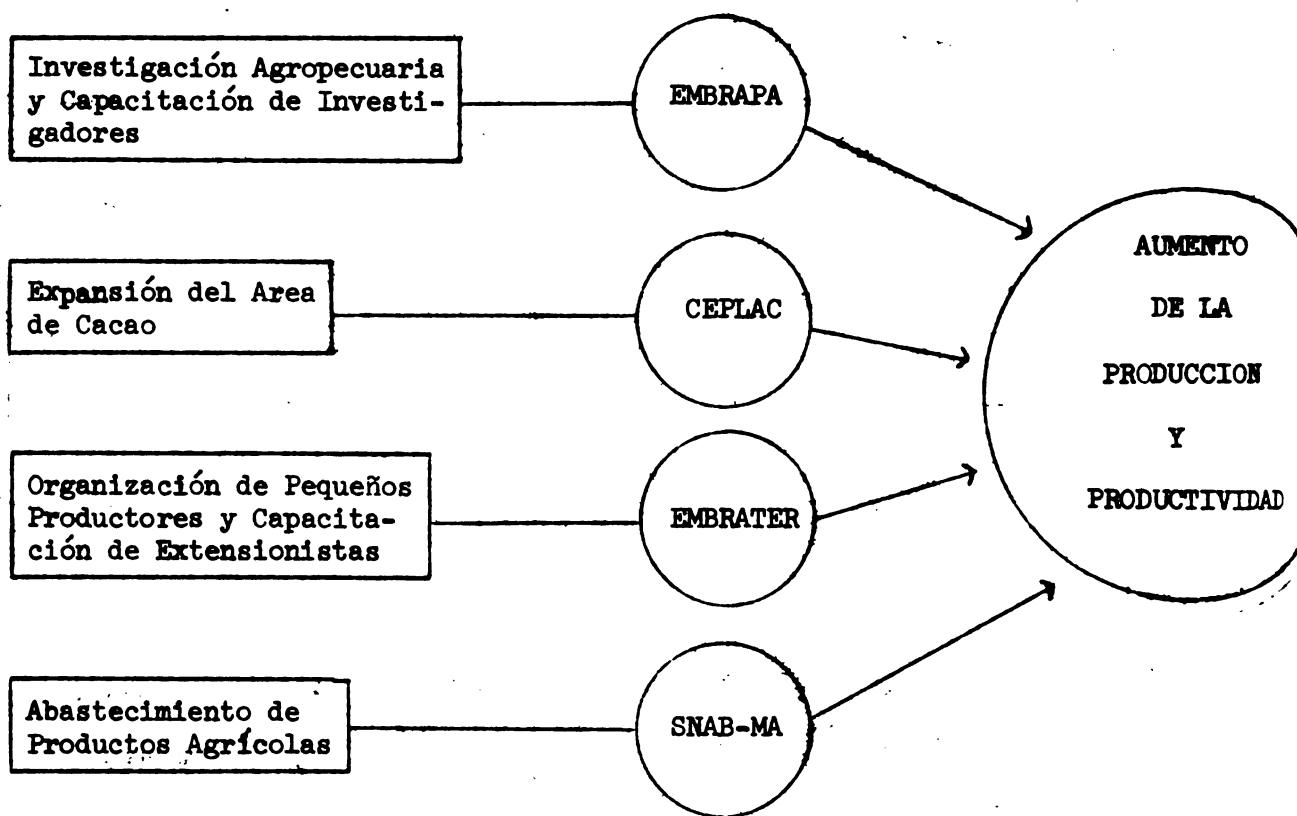 Investigación Agropecuaria
y Capacitación de Investi-
gadores
EMBRAPA
Expansión del Area
de Cacao
CEPLAC
Organización de Pequeños
Productores y Capacita-
ción de Extensionistas
EMBRATER
Abastecimiento de
Productos Agrícolas
SNAB-MA
AUMENTO
DE LA
PRODUCCION
Y
PRODUCTIVIDAD